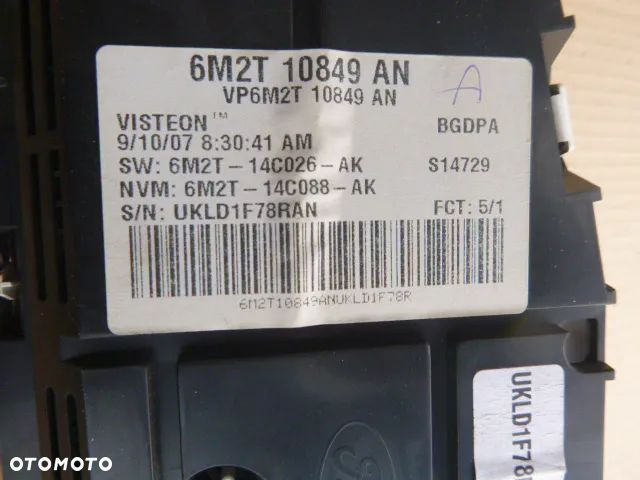 6M2T 10849 AN
VP6M2T 10849 AN
A
VISTEON™
BGDPA
9/10/07 8:30:41 AM
SW: 6M2T-14C026-AK
S14729
NVM: 6M2T-14C088-AK
S/N: UKLD1F78RAN
FCT: 5/1
6M2T10849ANUKLD1F78R
UKLD1F78
OTOMOTO